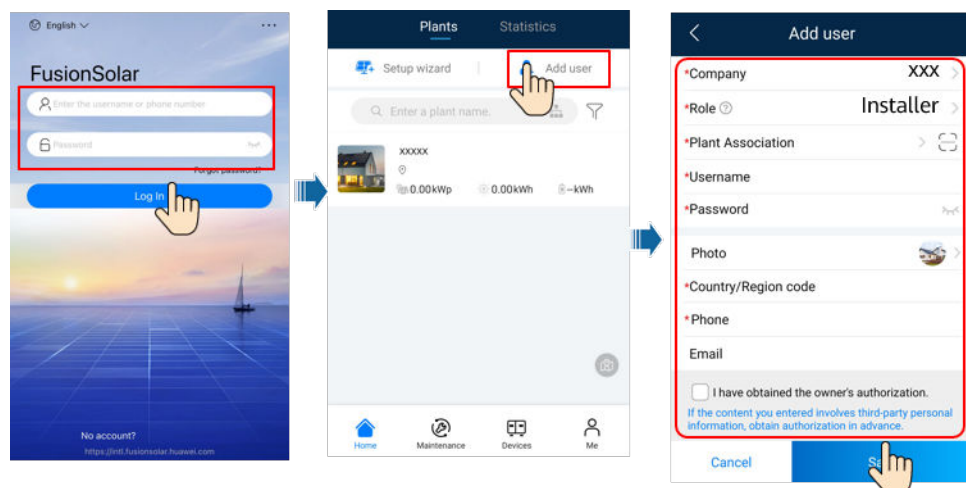 English
...
FusionSolar
Enter the username or phone number
Password
Forgot password?
Log In
No account?
https://intl.fusionsolar.huawei.com
Plants Statistics
Setup wizard Add user
Enter a plant name.
xxxxx
0.00kWp 0.00kWh --kWh
Home Maintenance Devices Me
Add user
*Company XXX
*Role Installer
*Plant Association
*Username
*Password
Photo
*Country/Region code
*Phone
Email
I have obtained the owner's authorization.
If the content you entered involves third-party personal
information, obtain authorization in advance.
Cancel